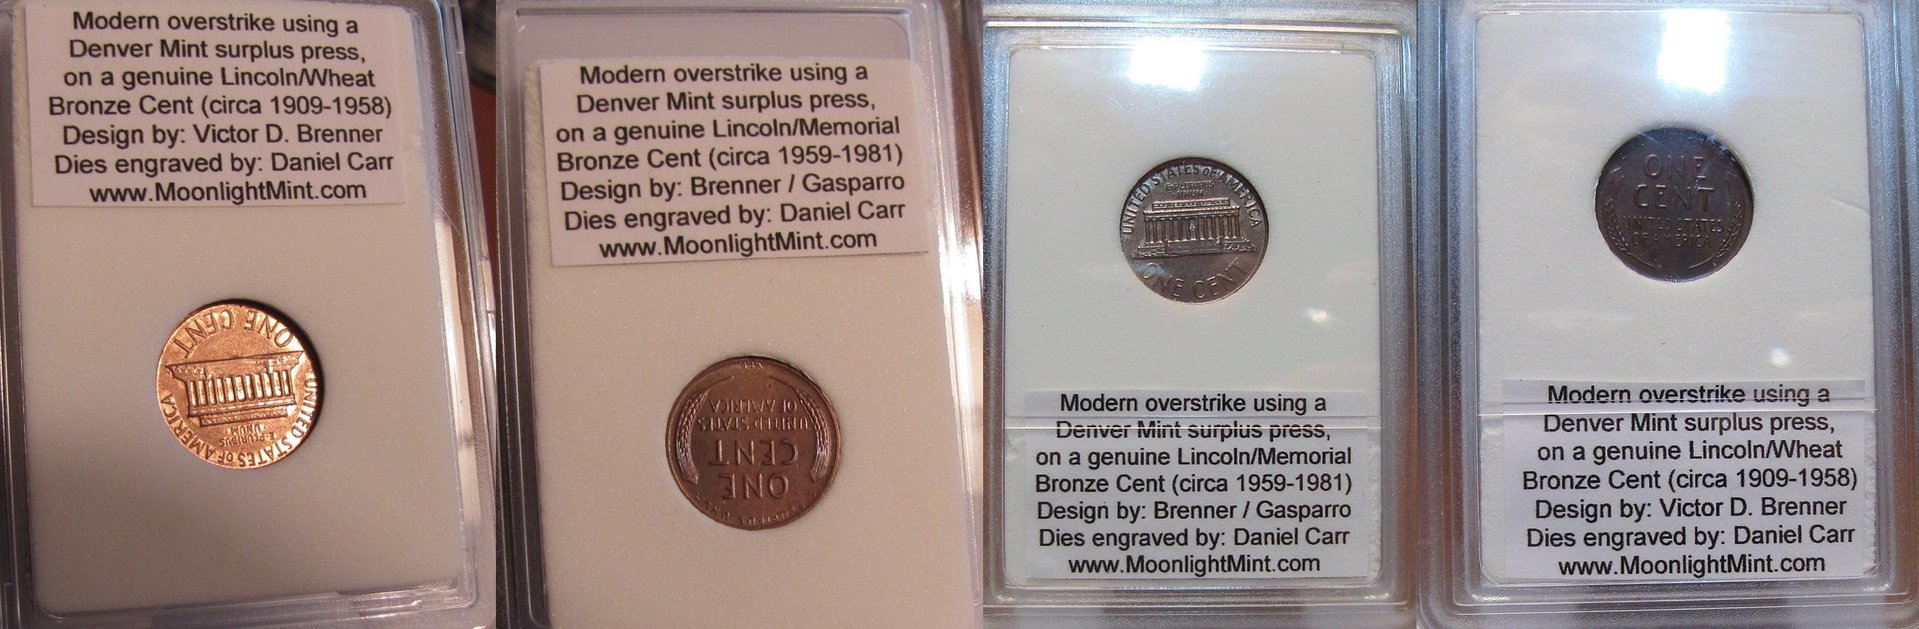 Modern overstrike using a
Denver Mint surplus press,
on a genuine Lincoln/Wheat
Bronze Cent (circa 1909-1958)
Design by: Victor D. Brenner
Dies engraved by: Daniel Carr
www.MoonlightMint.com
ONE CENT
UNITED STATES OF AMERICA
E·PLURIBUS
UNUM
Modern overstrike using a
Denver Mint surplus press,
on a genuine Lincoln/Memorial
Bronze Cent (circa 1959-1981)
Design by: Brenner / Gasparro
Dies engraved by: Daniel Carr
www.MoonlightMint.com
ONE
CENT
UNITED STATES
OF AMERICA
UNITED STATES OF AMERICA
E PLURIBUS
UNUM
ONE CENT
Modern overstrike using a
Denver Mint surplus press,
on a genuine Lincoln/Memorial
Bronze Cent (circa 1959-1981)
Design by: Brenner / Gasparro
Dies engraved by: Daniel Carr
www.MoonlightMint.com
ONE
CENT
UNITED STATES
OF AMERICA
Modern overstrike using a
Denver Mint surplus press,
on a genuine Lincoln/Wheat
Bronze Cent (circa 1909-1958)
Design by: Victor D. Brenner
Dies engraved by: Daniel Carr
www.MoonlightMint.com